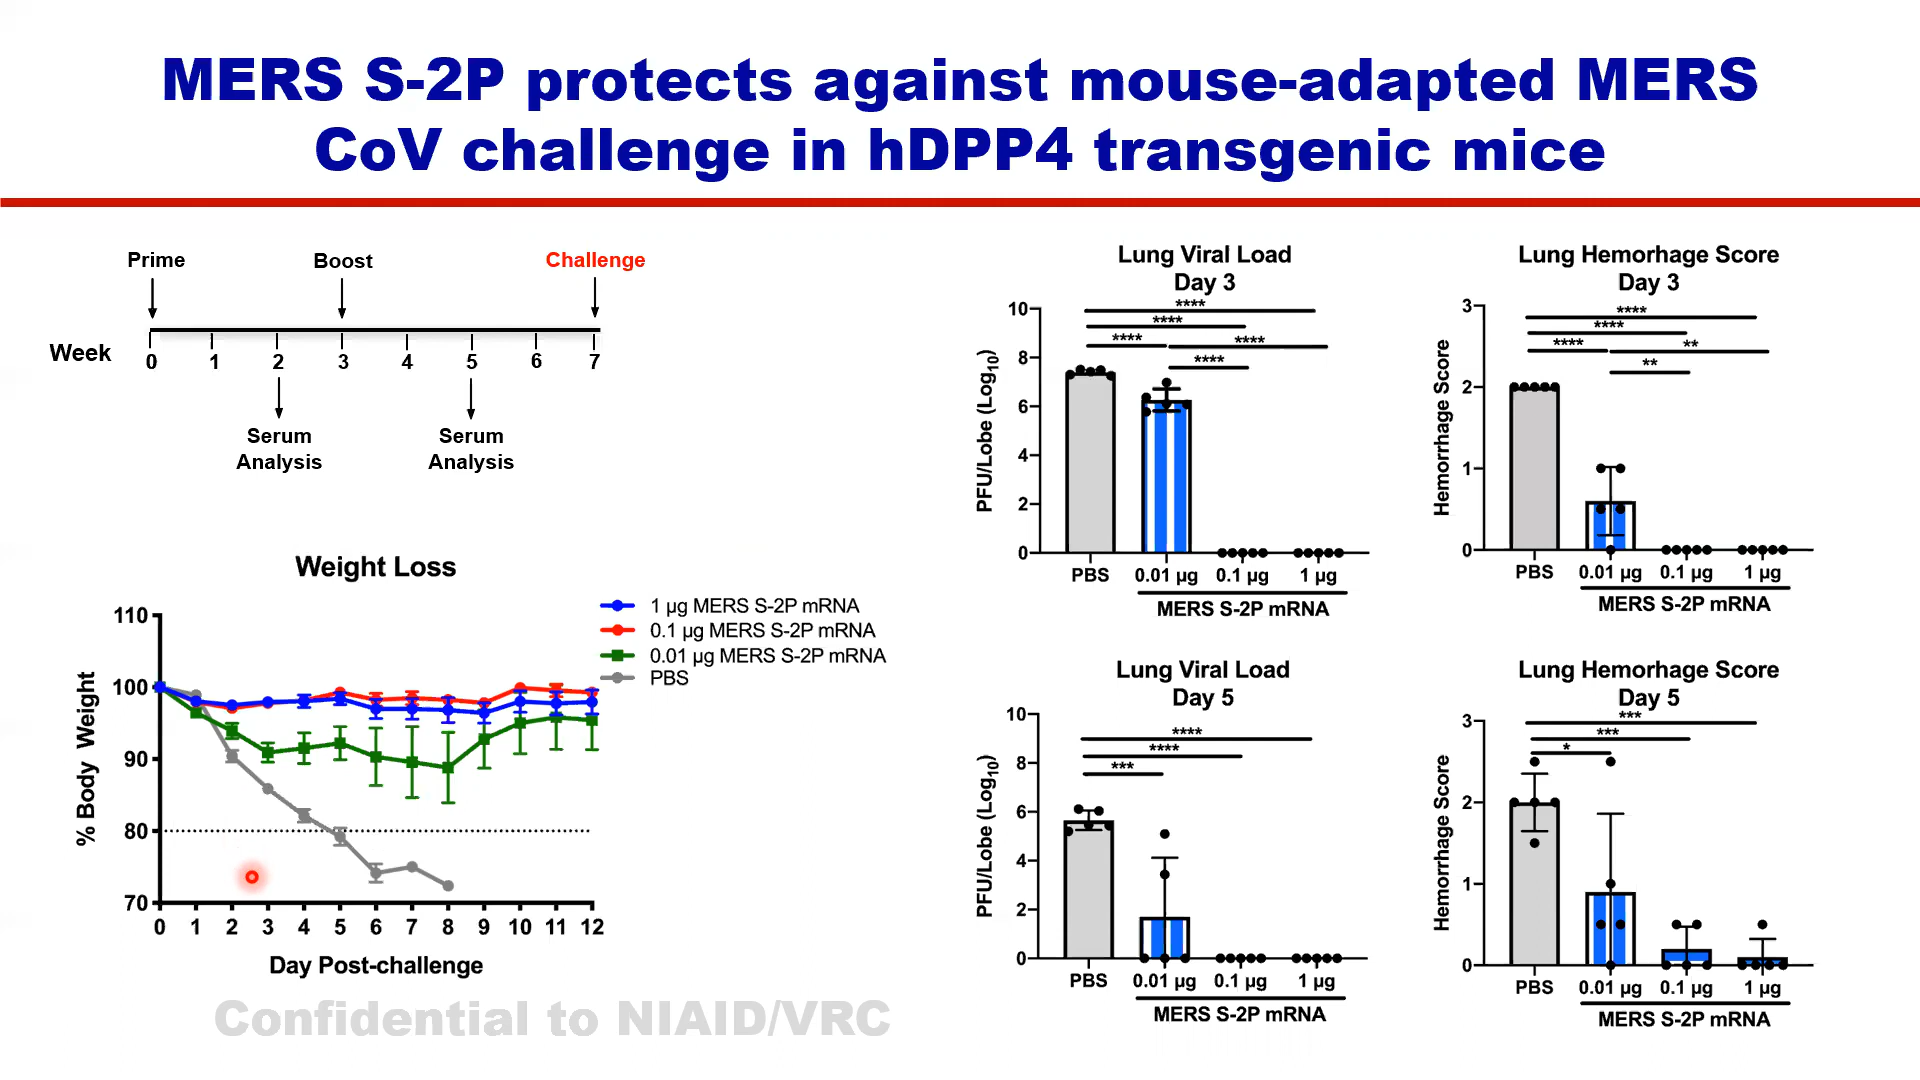 MERS S-2P protects against mouse-adapted MERS
CoV challenge in hDPP4 transgenic mice
Prime
Boost
Challenge
Week
0 1 2 3 4 5 6 7
Serum
Analysis
Serum
Analysis
Weight Loss
% Body Weight
110
100
90
80
70
0 1 2 3 4 5 6 7 8 9 10 11 12
Day Post-challenge
1 µg MERS S-2P mRNA
0.1 µg MERS S-2P mRNA
0.01 µg MERS S-2P mRNA
PBS
Lung Viral Load
Day 3
PFU/Lobe (Log10)
10
8
6
4
2
0
****
****
**** ****
****
PBS 0.01 µg 0.1 µg 1 µg
MERS S-2P mRNA
Lung Hemorhage Score
Day 3
Hemorrhage Score
3
2
1
0
****
****
**** **
**
PBS 0.01 µg 0.1 µg 1 µg
MERS S-2P mRNA
Lung Viral Load
Day 5
PFU/Lobe (Log10)
10
8
6
4
2
0
****
****
***
PBS 0.01 µg 0.1 µg 1 µg
MERS S-2P mRNA
Lung Hemorhage Score
Day 5
Hemorrhage Score
3
2
1
0
***
***
*
PBS 0.01 µg 0.1 µg 1 µg
MERS S-2P mRNA
Confidential to NIAID/VRC